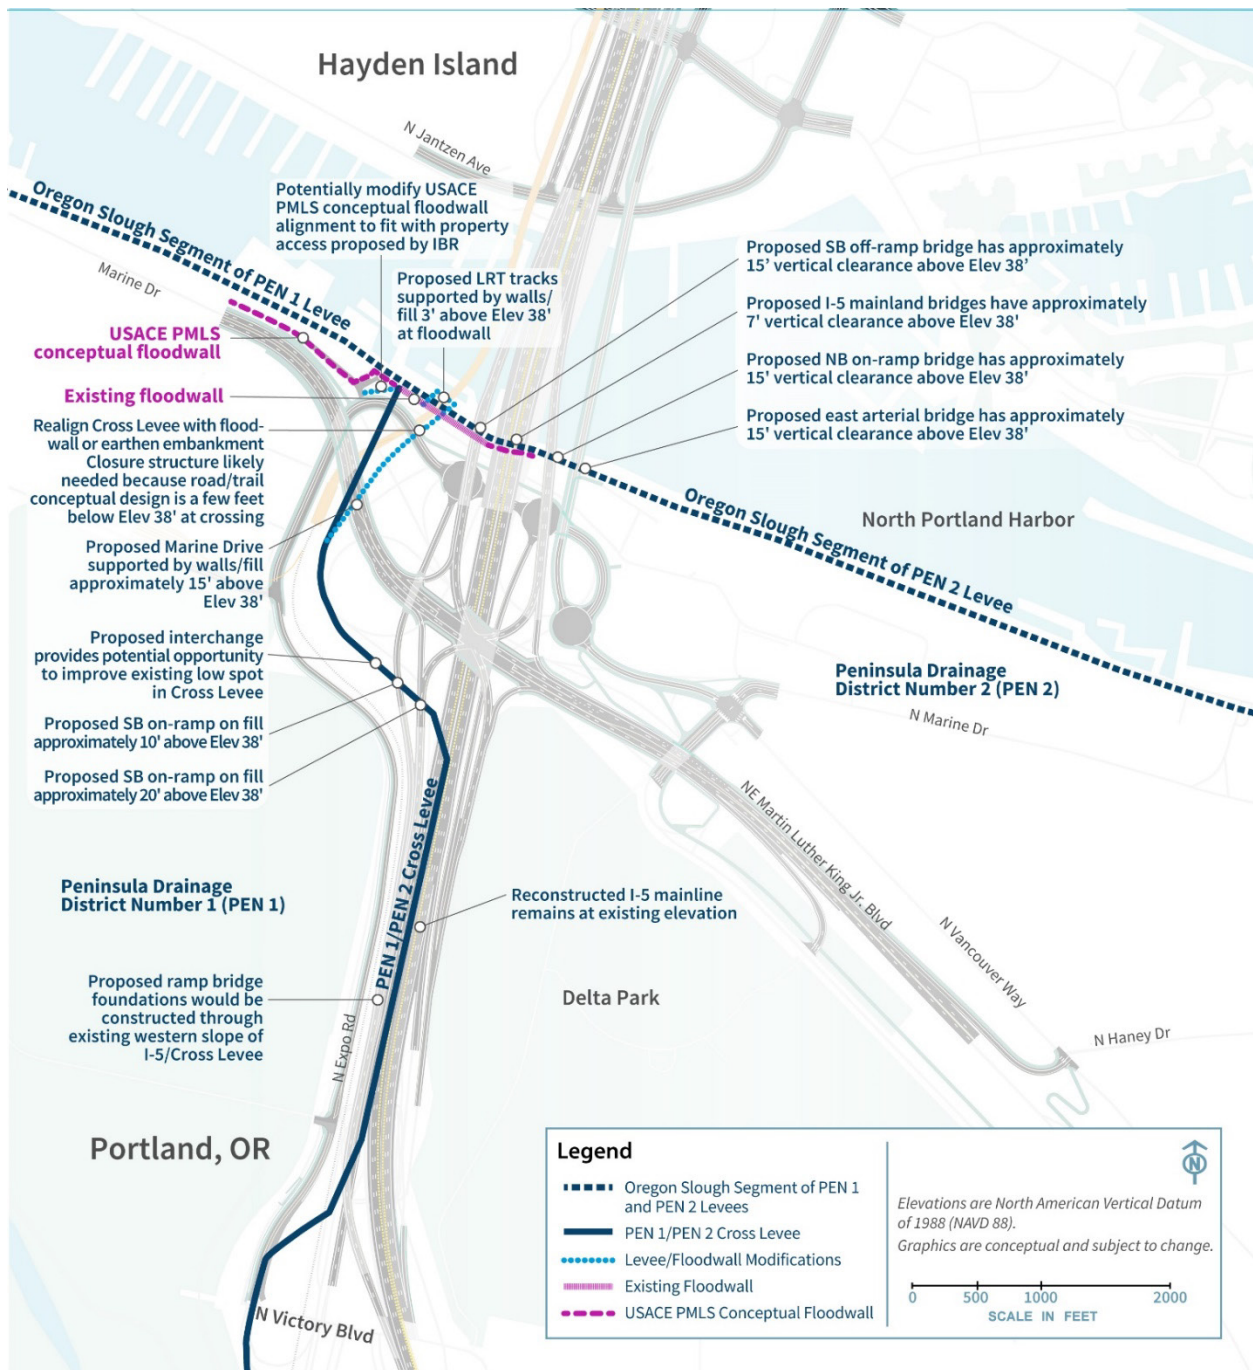 Hayden Island
N Jantzen Ave
Oregon Slough Segment of PEN 1 Levee
Marine Dr
Potentially modify USACE
PMLS conceptual floodwall
alignment to fit with property
access proposed by IBR
Proposed LRT tracks
supported by walls/
fill 3' above Elev 38'
at floodwall
Proposed SB off-ramp bridge has approximately
15’ vertical clearance above Elev 38’
Proposed I-5 mainland bridges have approximately
7' vertical clearance above Elev 38'
Proposed NB on-ramp bridge has approximately
15' vertical clearance above Elev 38'
Proposed east arterial bridge has approximately
15' vertical clearance above Elev 38'
USACE PMLS
conceptual floodwall
Existing floodwall
Realign Cross Levee with flood-
wall or earthen embankment
Closure structure likely
needed because road/trail
conceptual design is a few feet
below Elev 38' at crossing
Proposed Marine Drive
supported by walls/fill
approximately 15' above
Elev 38'
Proposed interchange
provides potential opportunity
to improve existing low spot
in Cross Levee
Proposed SB on-ramp on fill
approximately 10' above Elev 38'
Proposed SB on-ramp on fill
approximately 20' above Elev 38'
Oregon Slough Segment of PEN 2 Levee
North Portland Harbor
Peninsula Drainage
District Number 2 (PEN 2)
N Marine Dr
NE Martin Luther King Jr. Blvd
N Vancouver Way
N Haney Dr
PEN 1/PEN 2 Cross Levee
Peninsula Drainage
District Number 1 (PEN 1)
Reconstructed I-5 mainline
remains at existing elevation
Proposed ramp bridge
foundations would be
constructed through
existing western slope of
I-5/Cross Levee
N Expo Rd
Delta Park
Portland, OR
N Victory Blvd
Legend
Oregon Slough Segment of PEN 1
and PEN 2 Levees
PEN 1/PEN 2 Cross Levee
Levee/Floodwall Modifications
Existing Floodwall
USACE PMLS Conceptual Floodwall
N
Elevations are North American Vertical Datum
of 1988 (NAVD 88).
Graphics are conceptual and subject to change.
0 500 1000 2000
SCALE IN FEET